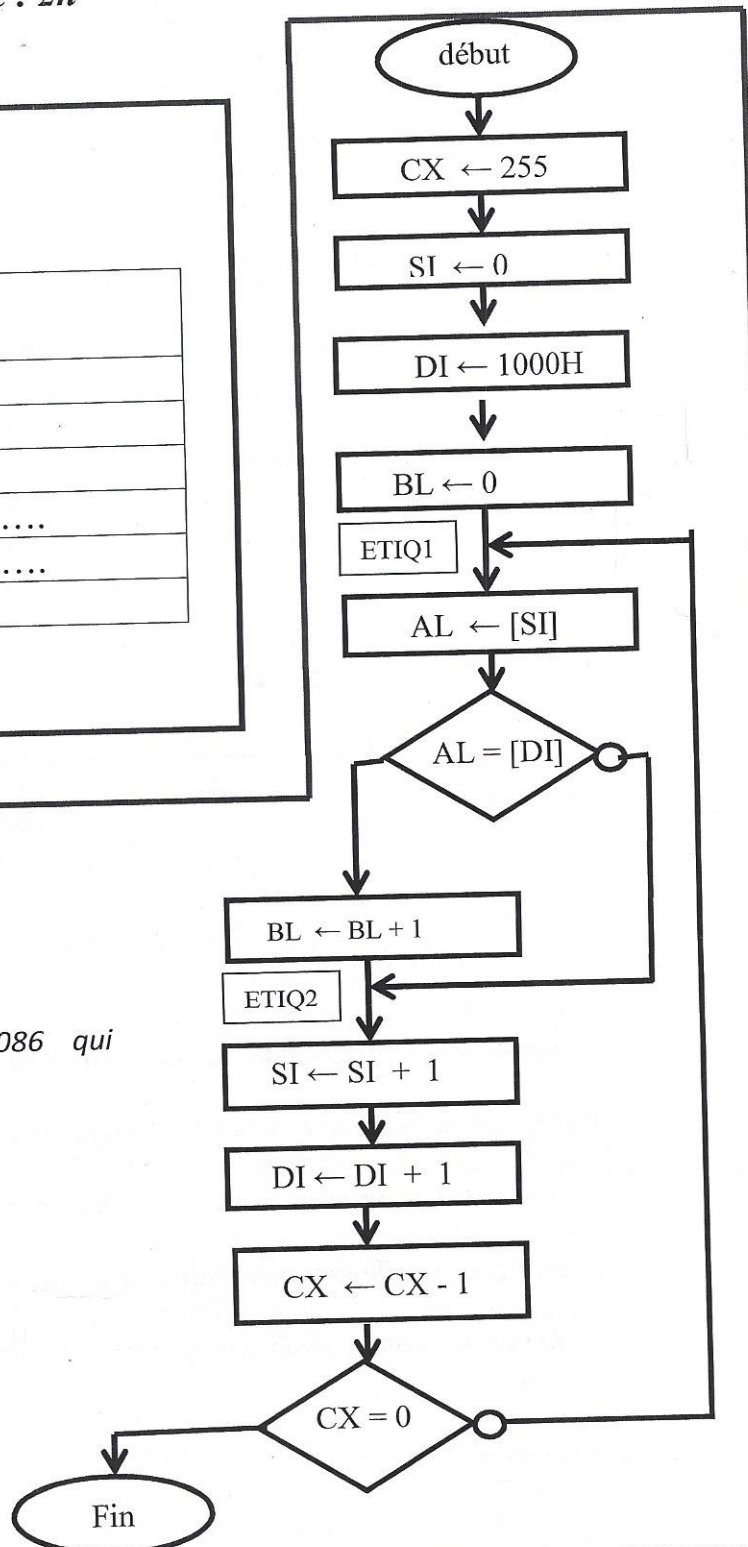 : 2h
début
CX ← 255
SI ← 0
DI ← 1000H
BL ← 0
ETIQ1
AL ← [SI]
AL = [DI]
BL ← BL + 1
ETIQ2
086 qui
SI ← SI + 1
DI ← DI + 1
CX ← CX - 1
CX = 0
Fin
....
....